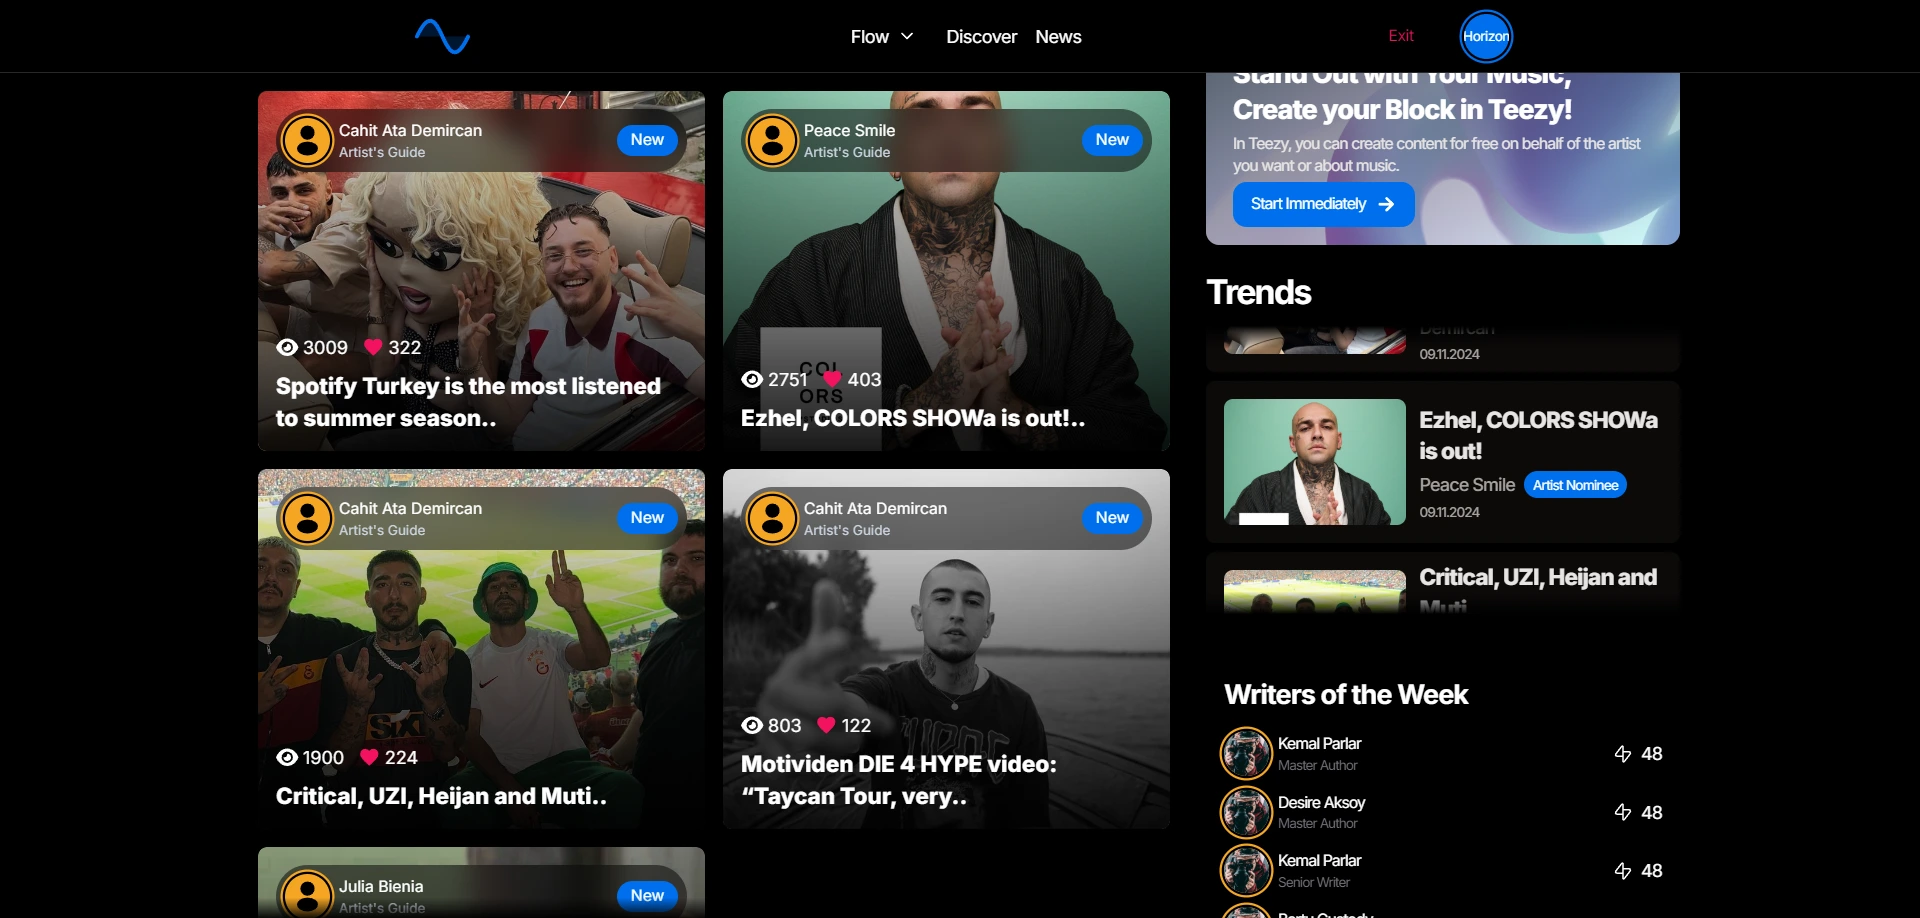 Flow
Discover
News
Exit
Horizon
Cahit Ata Demircan
Artist's Guide
New
3009
322
Spotify Turkey is the most listened
to summer season..
Peace Smile
Artist's Guide
New
COL
ORS
2751
403
Ezhel, COLORS SHOWa is out!..
Cahit Ata Demircan
Artist's Guide
New
1900
224
Critical, UZI, Heijan and Muti..
Cahit Ata Demircan
Artist's Guide
New
803
122
Motividen DIE 4 HYPE video:
“Taycan Tour, very..
Julia Bienia
Artist's Guide
New
Stand Out with Your Music,
Create your Block in Teezy!
In Teezy, you can create content for free on behalf of the artist
you want or about music.
Start Immediately
Trends
Demircan
09.11.2024
Ezhel, COLORS SHOWa
is out!
Peace Smile
Artist Nominee
09.11.2024
Critical, UZI, Heijan and
Muti
Writers of the Week
Kemal Parlar
Master Author
48
Desire Aksoy
Master Author
48
Kemal Parlar
Senior Writer
48